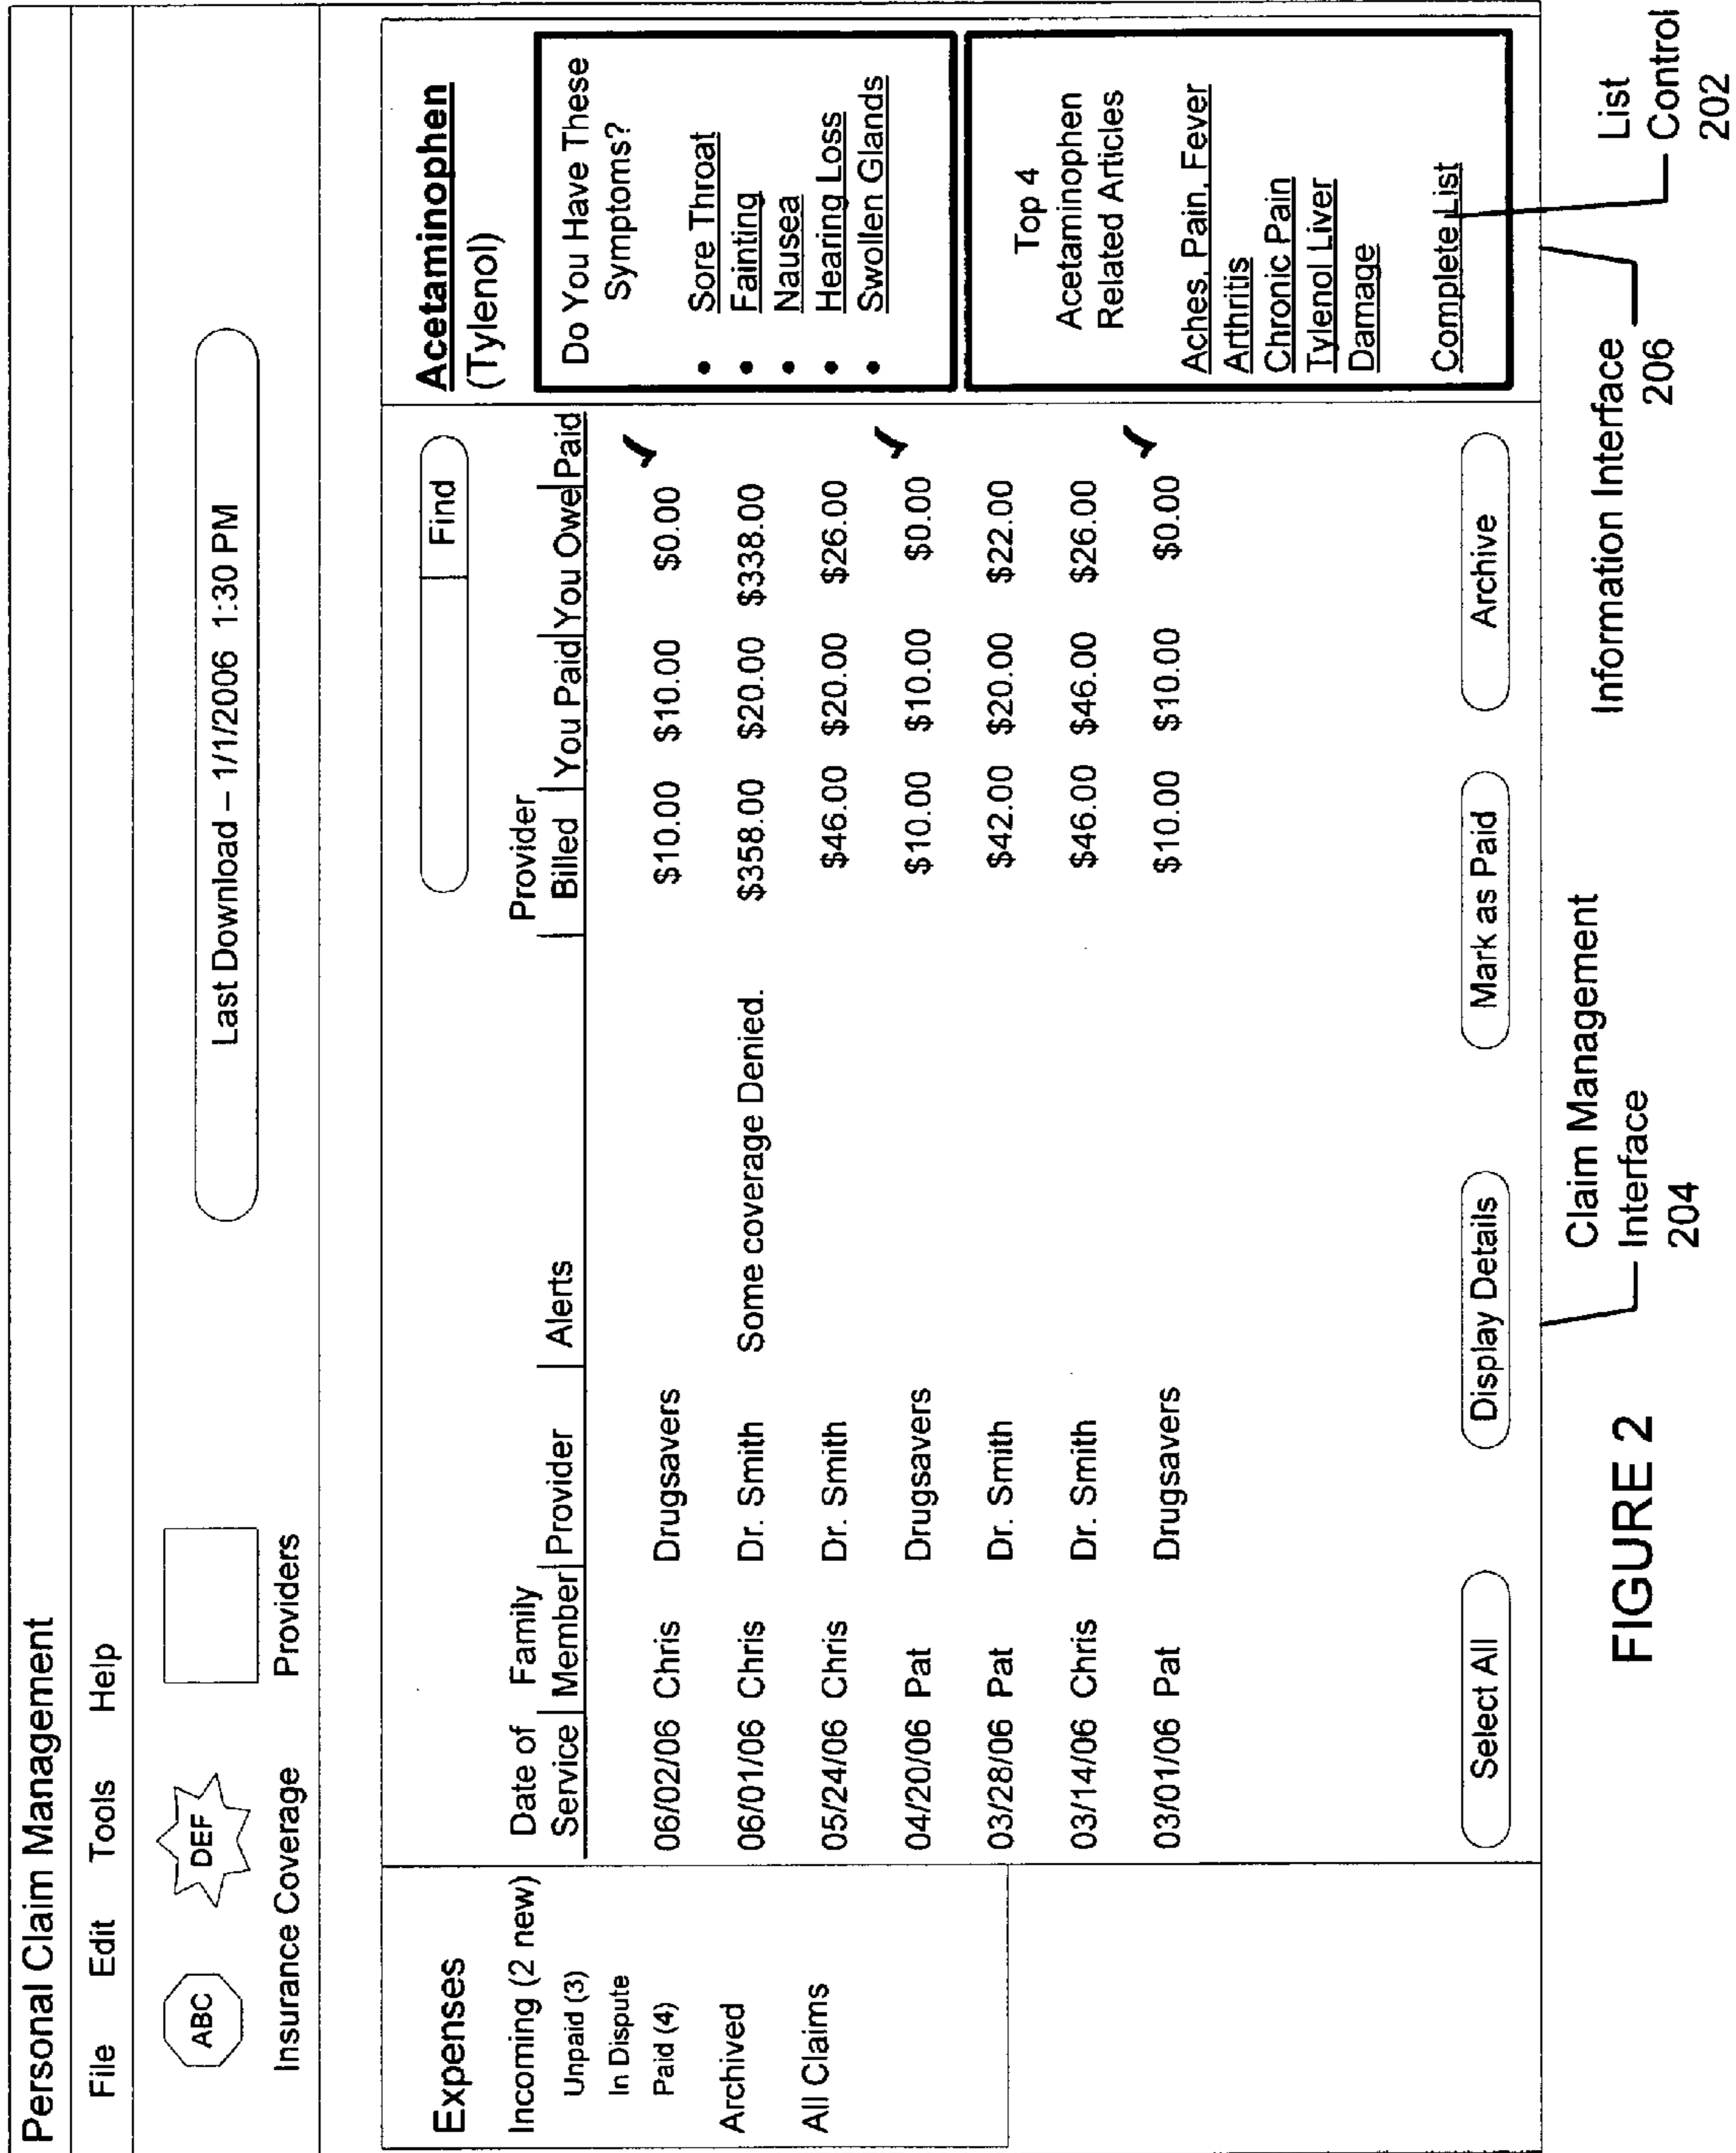 Personal Claim Management
File Edit Tools Help
ABC
DEF
Insurance Coverage
Providers
Last Download – 1/1/2006 1:30 PM
Expenses
Incoming (2 new)
Unpaid (3)
In Dispute
Paid (4)
Archived
All Claims
Find
Date of Family Provider
Service Member Provider Alerts Billed You Paid You Owe Paid
06/02/06 Chris Drugsavers $10.00 $10.00 $0.00 ✓
06/01/06 Chris Dr. Smith Some coverage Denied. $358.00 $20.00 $338.00
05/24/06 Chris Dr. Smith $46.00 $20.00 $26.00
04/20/06 Pat Drugsavers $10.00 $10.00 $0.00 ✓
03/28/06 Pat Dr. Smith $42.00 $20.00 $22.00
03/14/06 Chris Dr. Smith $46.00 $46.00 $26.00
03/01/06 Pat Drugsavers $10.00 $10.00 $0.00 ✓
Select All Display Details Mark as Paid Archive
Acetaminophen
(Tylenol)
Do You Have These
Symptoms?
• Sore Throat
• Fainting
• Nausea
• Hearing Loss
• Swollen Glands
Top 4
Acetaminophen
Related Articles
Aches, Pain, Fever
Arthritis
Chronic Pain
Tylenol Liver
Damage
Complete List
Claim Management
Interface
204
Information Interface
206
List
Control
202
FIGURE 2